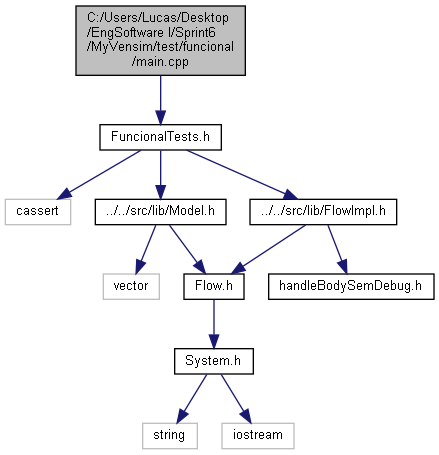 C:/Users/Lucas/Desktop
/EngSoftware I/Sprint6
/MyVensim/test/funcional
/main.cpp
FuncionalTests.h
cassert
../../src/lib/Model.h
../../src/lib/FlowImpl.h
vector
Flow.h
handleBodySemDebug.h
System.h
string
iostream